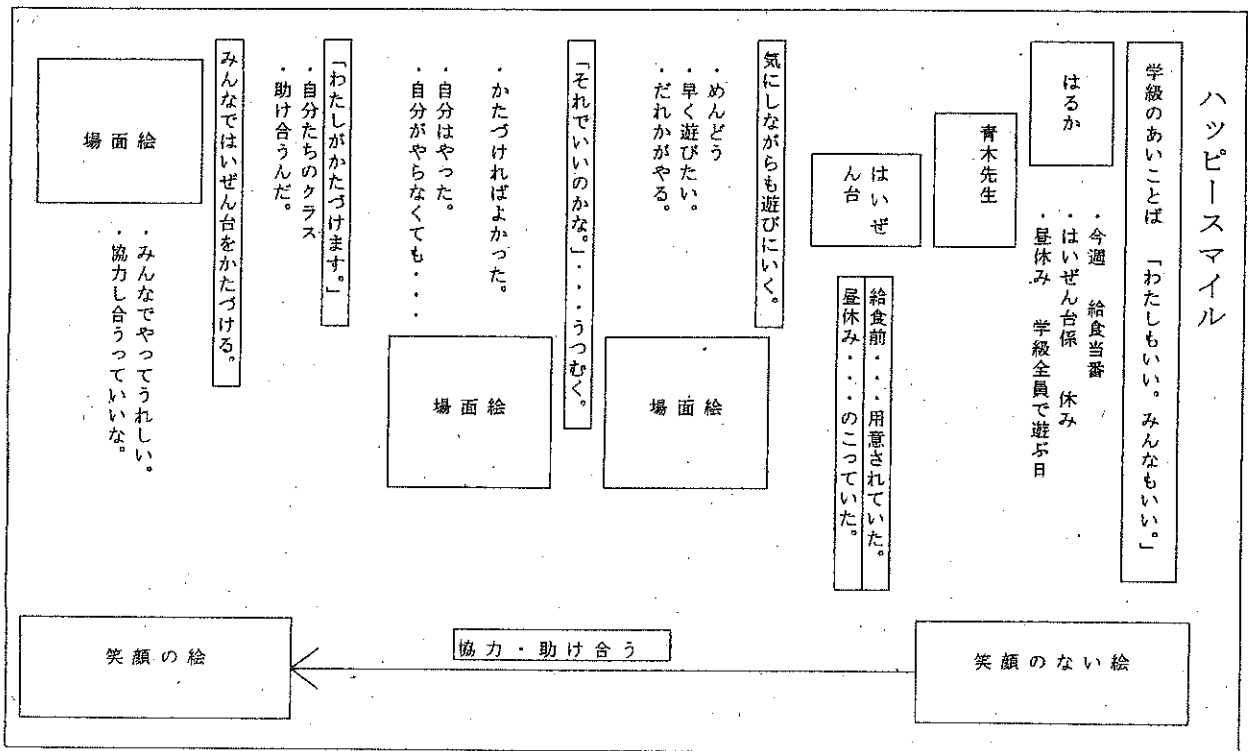 ハッピースマイル
学級のあいことば 「わたしもいい。みんなもいい。」
はるか
・今週 給食当番
・はいぜん台係 休み
・昼休み 学級全員で遊ぶ日
青木先生
はいぜ
ん台
給食前・・・用意されていた。
昼休み・・・のこっていた。
気にしながらも遊びにいく。
・めんどう
・早く遊びたい。
・だれかがやる。
場面絵
「それでいいのかな。」・・・うつむく。
・かたづければよかった。
・自分はやった。
・自分がやらなくても・・・
場面絵
「わたしがかたづけます。」
・自分たちのクラス
・助け合うんだ。
みんなではいぜん台をかたづける。
場面絵
・みんなでやってうれしい。
・協力し合うっていいな。
笑顔のない絵
協力・助け合う
笑顔の絵